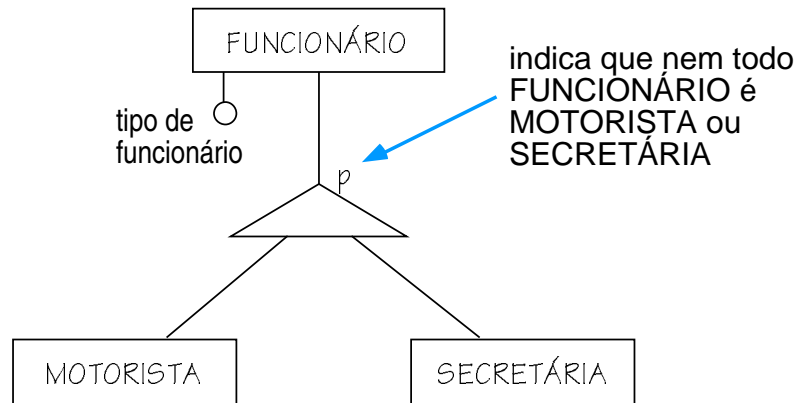 FUNCIONÁRIO
indica que nem todo
FUNCIONÁRIO é
MOTORISTA ou
SECRETÁRIA
tipo de
funcionário
p
MOTORISTA
SECRETÁRIA